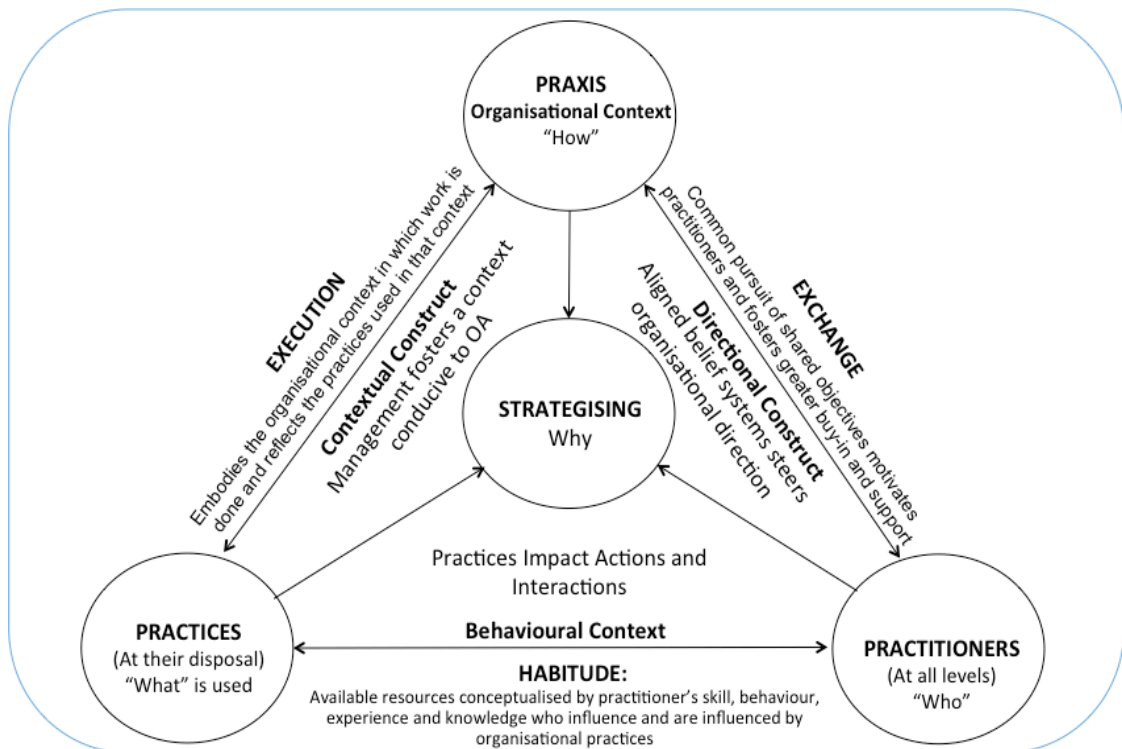 PRAXIS
Organisational Context
“How”
EXECUTION
Embodies the organisational context in which work is
done and reflects the practices used in that context
Contextual Construct
Management fosters a context
conducive to OA
EXCHANGE
Common pursuit of shared objectives motivates
practitioners and fosters greater buy-in and support
Directional Construct
Aligned belief systems steers
organisational direction
STRATEGISING
Why
Practices Impact Actions and
Interactions
PRACTICES
(At their disposal)
“What” is used
Behavioural Context
HABITUDE:
Available resources conceptualised by practitioner’s skill, behaviour,
experience and knowledge who influence and are influenced by
organisational practices
PRACTITIONERS
(At all levels)
“Who”